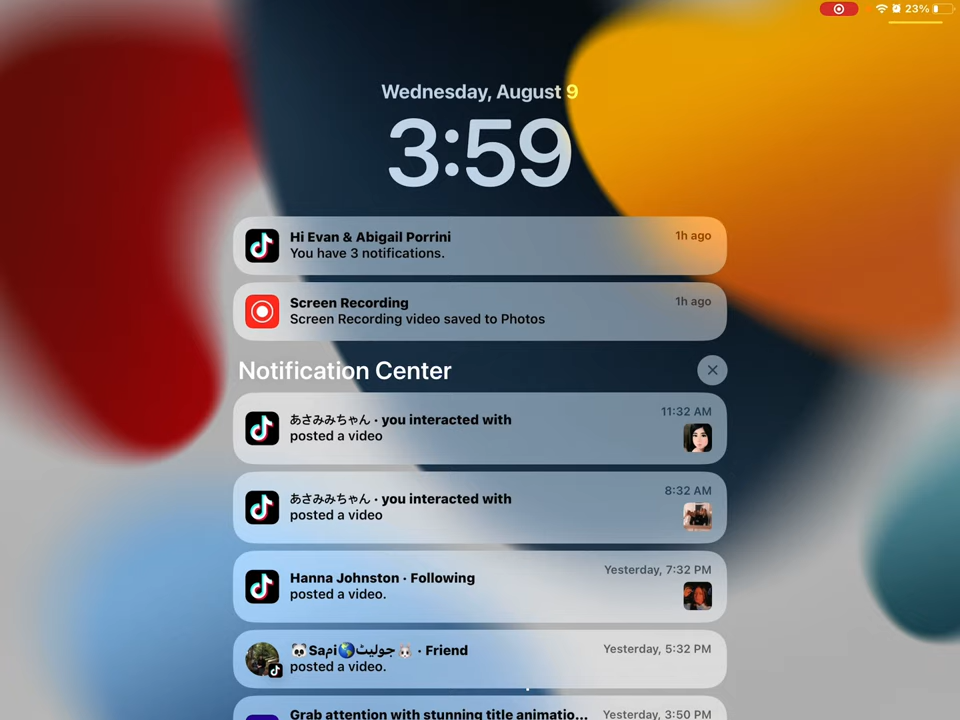 23%
Wednesday, August 9
3:59
Hi Evan & Abigail Porrini
1h ago
You have 3 notifications.
Screen Recording
1h ago
Screen Recording video saved to Photos
Notification Center
11:32 AM
あさみみちゃん · you interacted with
posted a video
8:32 AM
あさみみちゃん · you interacted with
posted a video
Yesterday, 7:32 PM
Hanna Johnston · Following
posted a video.
🐼Saმi🌎جوليٹ🐹 · Friend
Yesterday, 5:32 PM
posted a video.
Grab attention with stunning title animatio...
Yesterday, 3:50 PM